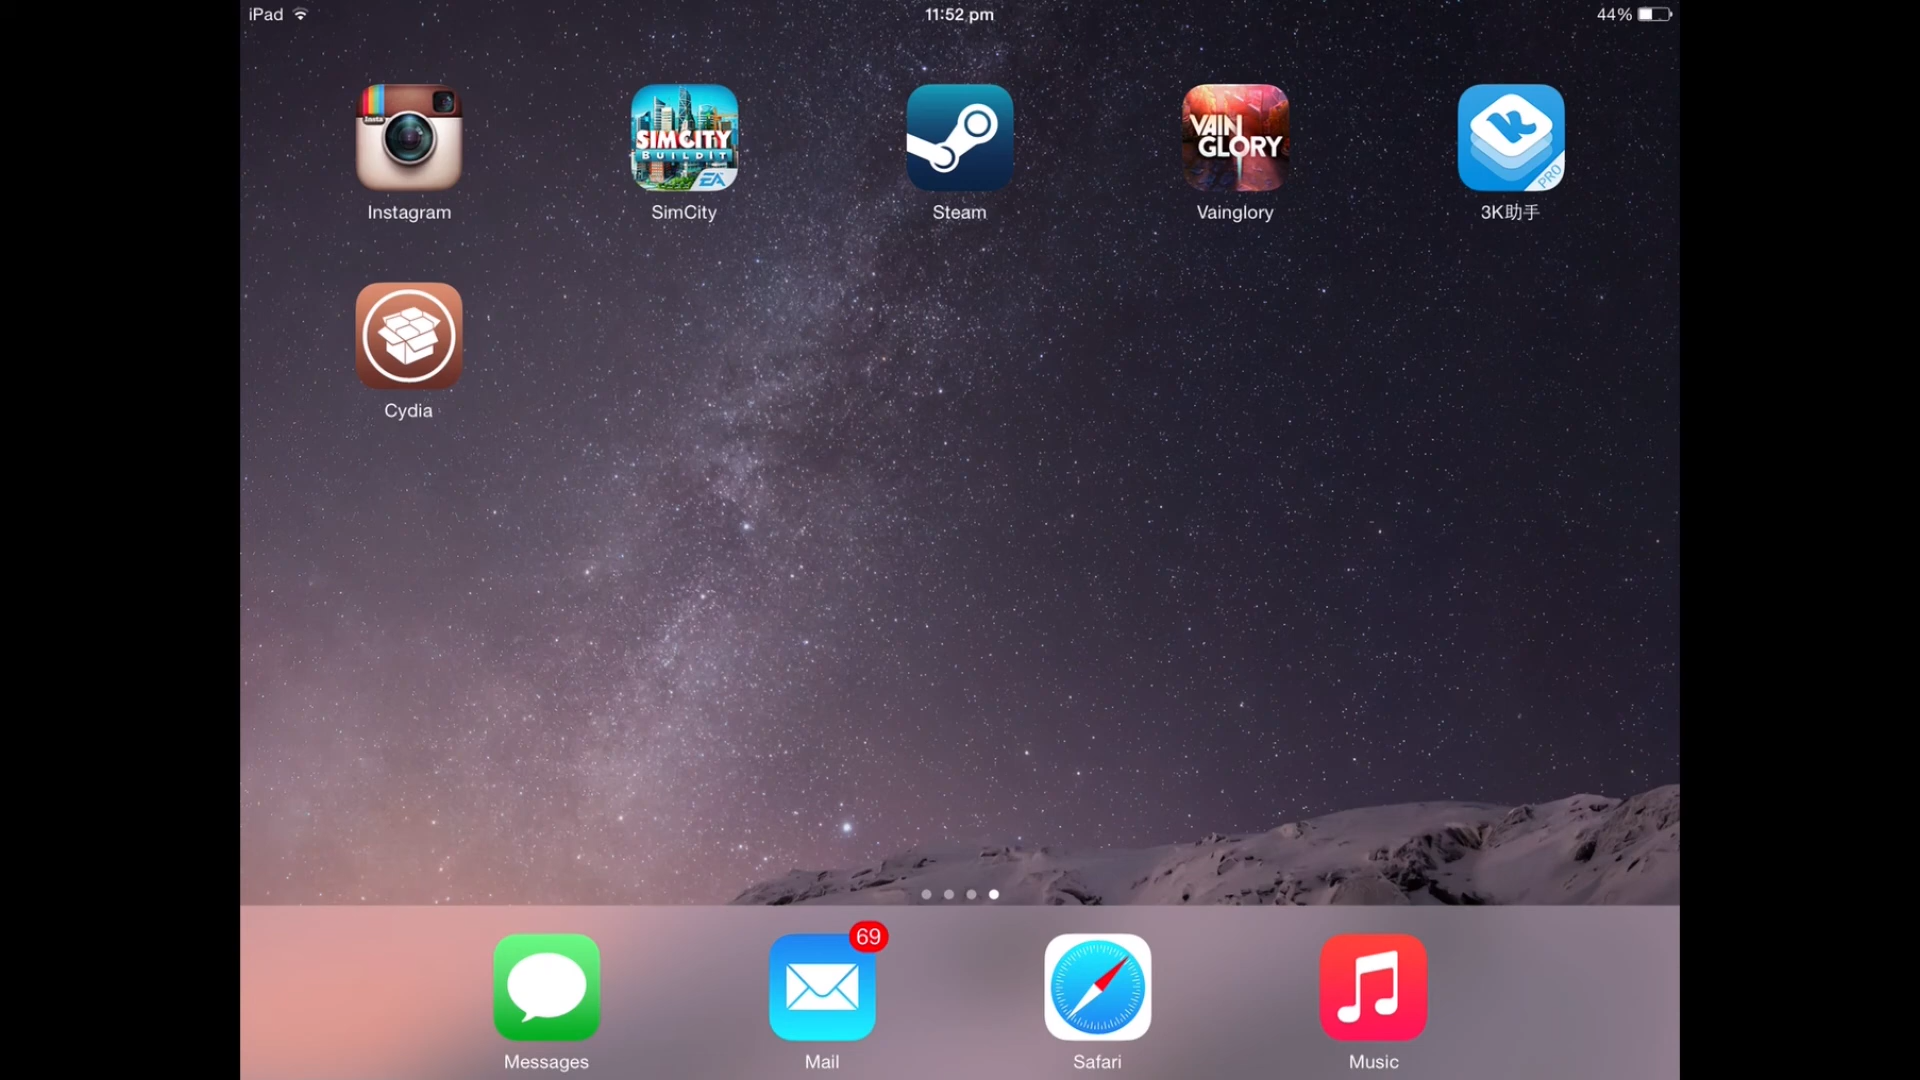 iPad
11:52 pm
44%
Insta
SIMCITY
BUILDIT
EA
VAIN
GLORY
PRO
Instagram
SimCity
Steam
Vainglory
3K助手
Cydia
69
Messages
Mail
Safari
Music